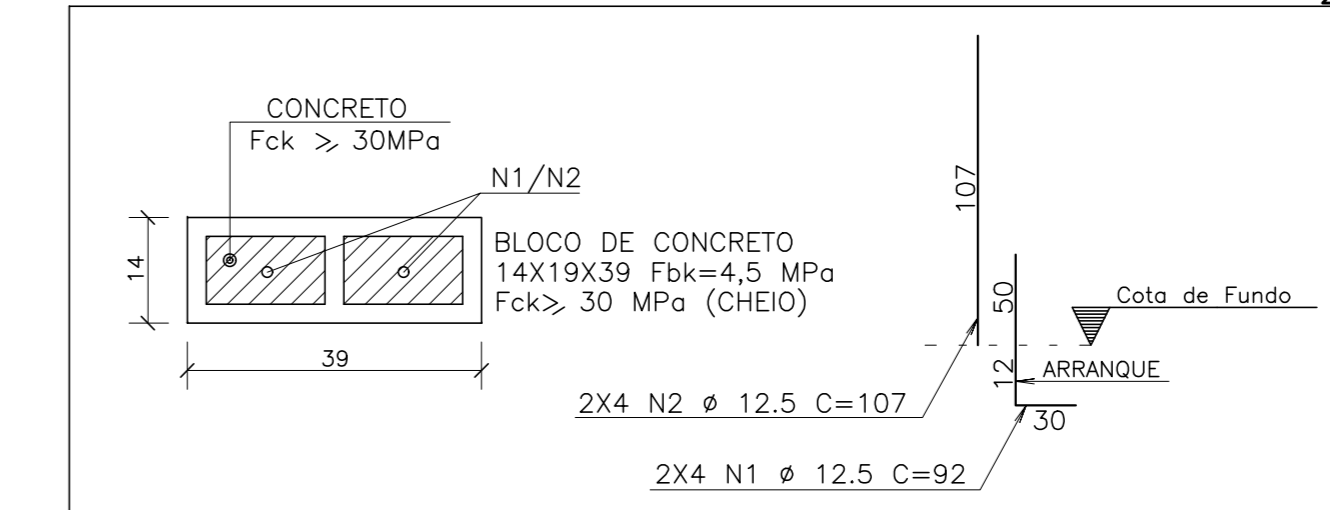 CONCRETO
Fck ⩾ 30MPa
N1/N2
BLOCO DE CONCRETO
14X19X39 Fbk=4,5 MPa
Fck⩾ 30 MPa (CHEIO)
14
39
107
50
Cota de Fundo
12
ARRANQUE
30
2X4 N2 ø 12.5 C=107
2X4 N1 ø 12.5 C=92